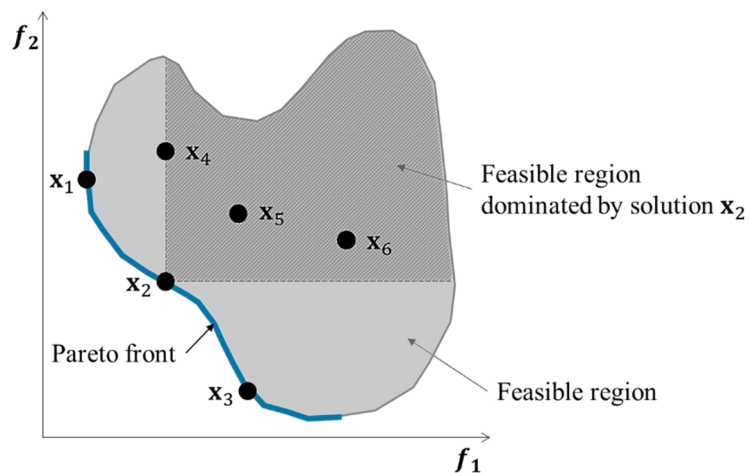 f₂
x₁
x₄
x₅
x₆
Feasible region
dominated by solution x₂
x₂
Pareto front
x₃
Feasible region
f₁